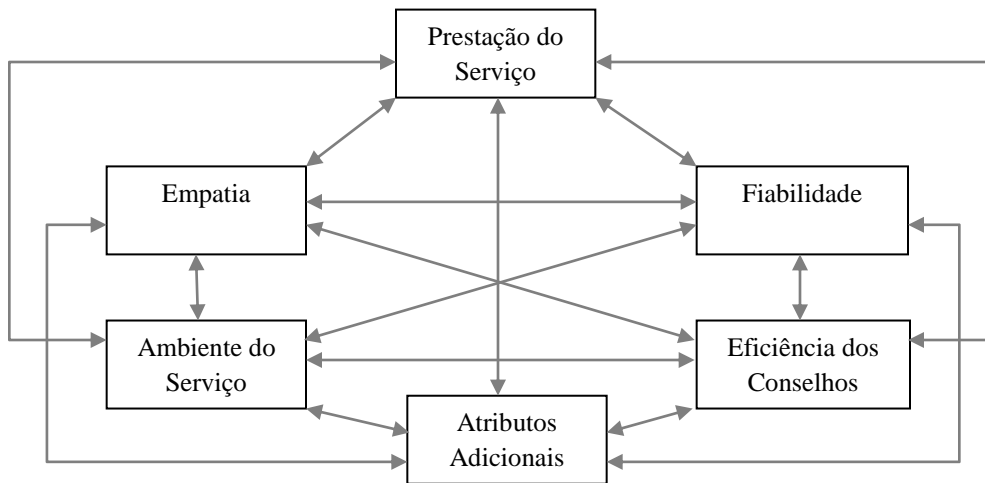 Prestação do
Serviço
Empatia
Fiabilidade
Ambiente do
Serviço
Eficiência dos
Conselhos
Atributos
Adicionais